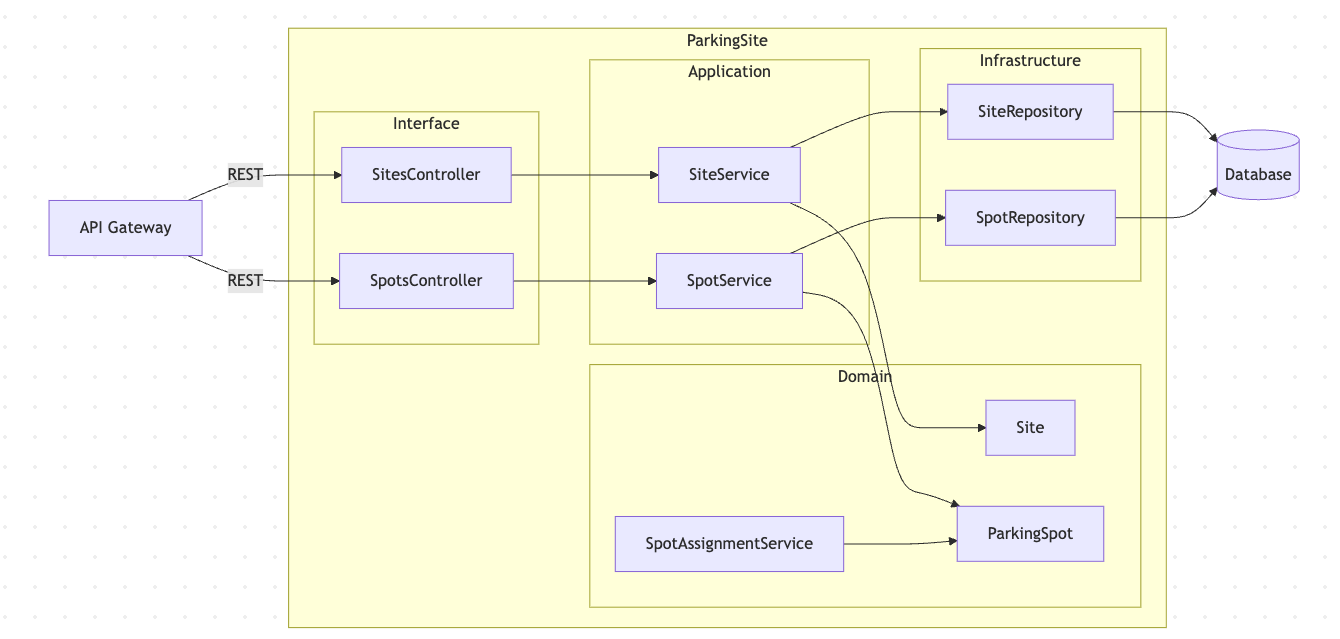 ParkingSite
Application
Infrastructure
SiteRepository
Interface
REST
SitesController
SiteService
Database
SpotRepository
API Gateway
REST
SpotsController
SpotService
Domain
Site
SpotAssignmentService
ParkingSpot